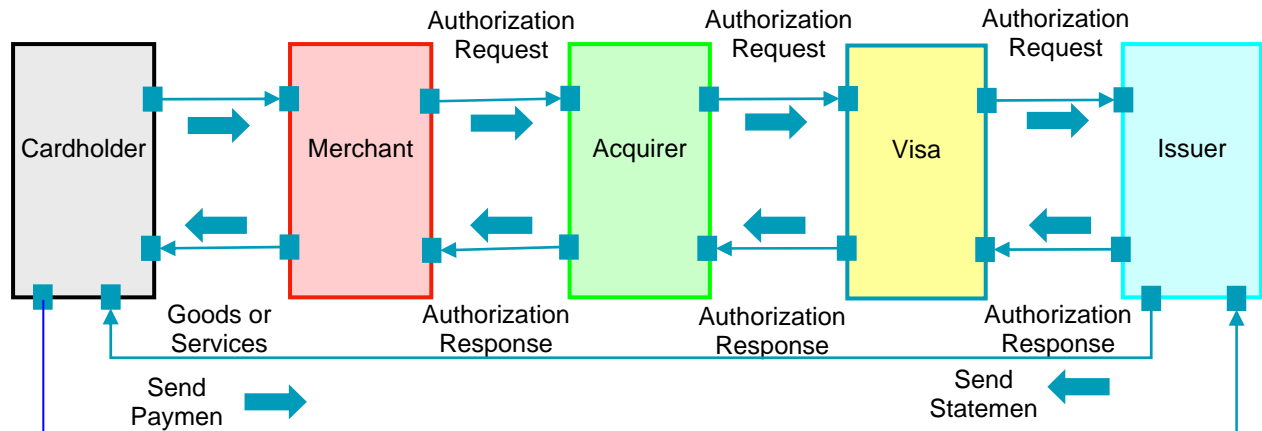 Authorization
Request
Authorization
Request
Authorization
Request
Cardholder
Merchant
Acquirer
Visa
Issuer
Goods or
Services
Authorization
Response
Authorization
Response
Authorization
Response
Send
Paymen
Send
Statemen